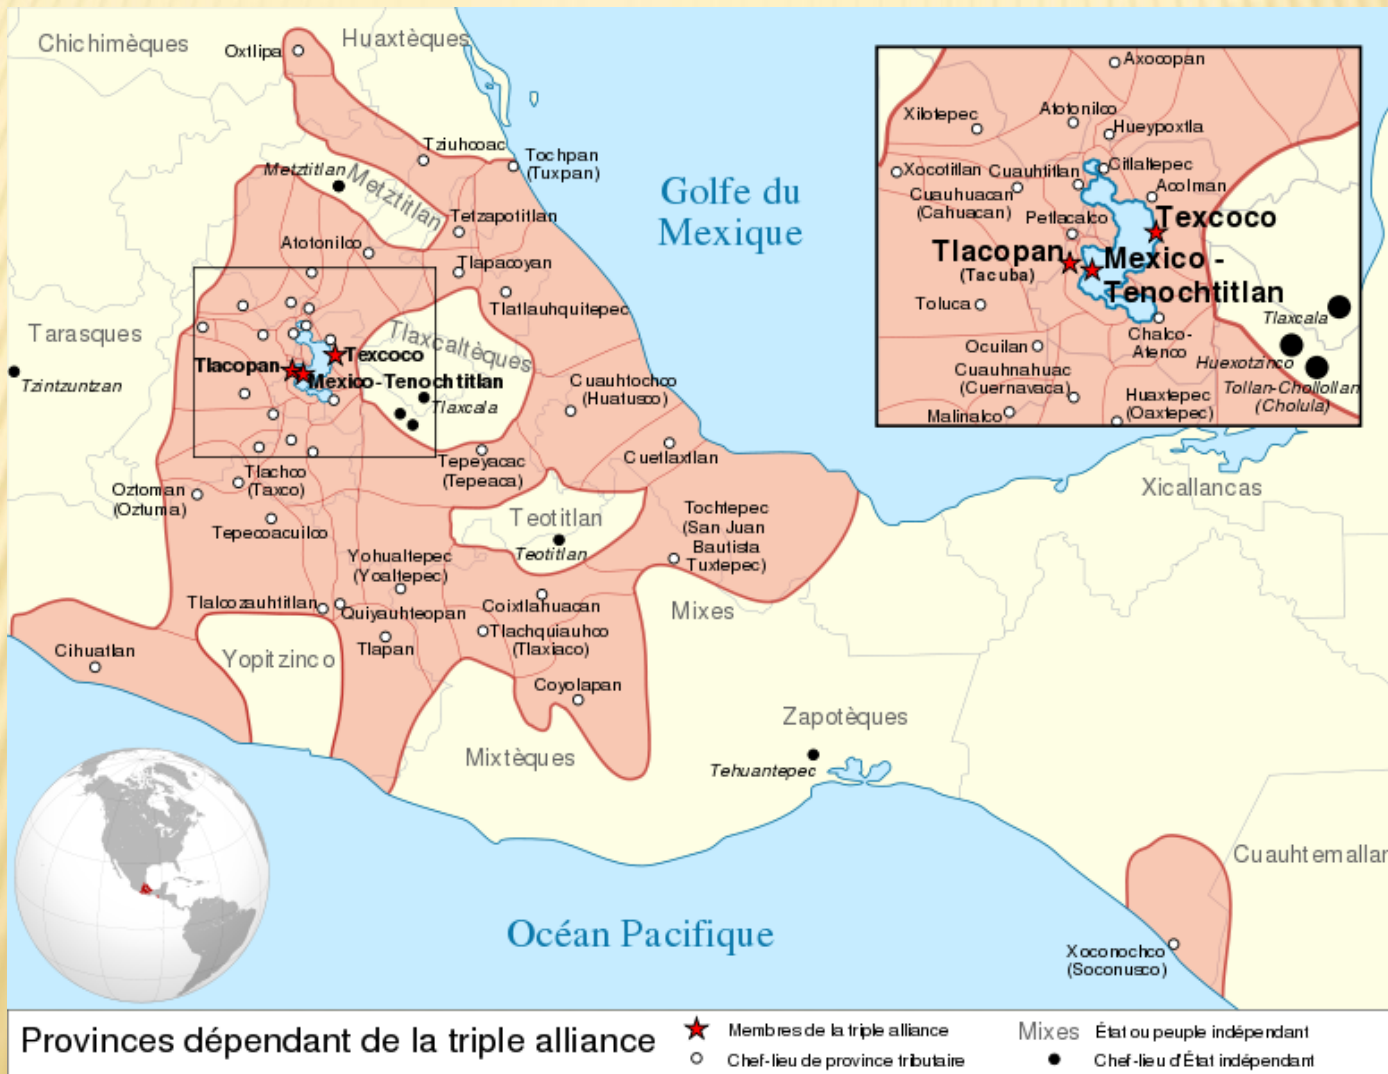 Chichimèques
Huaxtèques
Oxtlipa
Tziuhcoac
Tochpan
(Tuxpan)
Metztitlan
Metztitlan
Tetzapotitlan
Atotonilco
Tlapacoyan
Tlatlauhquitepec
Golfe du
Mexique
Tarasques
Tzintzuntzan
Tlaxcaltèques
Texcoco
Tlacopan
Mexico-Tenochtitlan
Tlaxcala
Cuauhtochco
(Huatusco)
Cuetlaxtlan
Tepeyacac
(Tepeaca)
Tlachco
(Taxco)
Oztoman
(Oztuma)
Tepecoacuilco
Teotitlan
Teotitlan
Tochtepec
(San Juan
Bautista
Tuxtepec)
Yohualtepec
(Yoaltepec)
Tlalcozauhtitlan
Quiyauhteopan
Coixtlahuacan
Tlachquiauhco
(Tlaxiaco)
Tlapan
Mixes
Cihuatlan
Yopitzinco
Coyolapan
Mixtèques
Zapotèques
Tehuantepec
Xicallancas
Cuauhtemallan
Xoconochco
(Soconusco)
Océan Pacifique
Axocopan
Xilotepec
Atotonilco
Hueypoxtla
Xocotitlan
Cuauhtitlan
Citlaltepec
Cuauhuacan
(Cahuacan)
Acolman
Petlacalco
Texcoco
Tlacopan
(Tacuba)
Mexico -
Tenochtitlan
Toluca
Chalco-
Atenco
Tlaxcala
Ocuilan
Huexotzinco
Cuauhnahuac
(Cuernavaca)
Tollan-Chollollan
(Cholula)
Huaxtepec
(Oaxtepec)
Malinalco
Provinces dépendant de la triple alliance
Membres de la triple alliance
Chef-lieu de province tributaire
Mixes
État ou peuple indépendant
Chef-lieu d'État indépendant